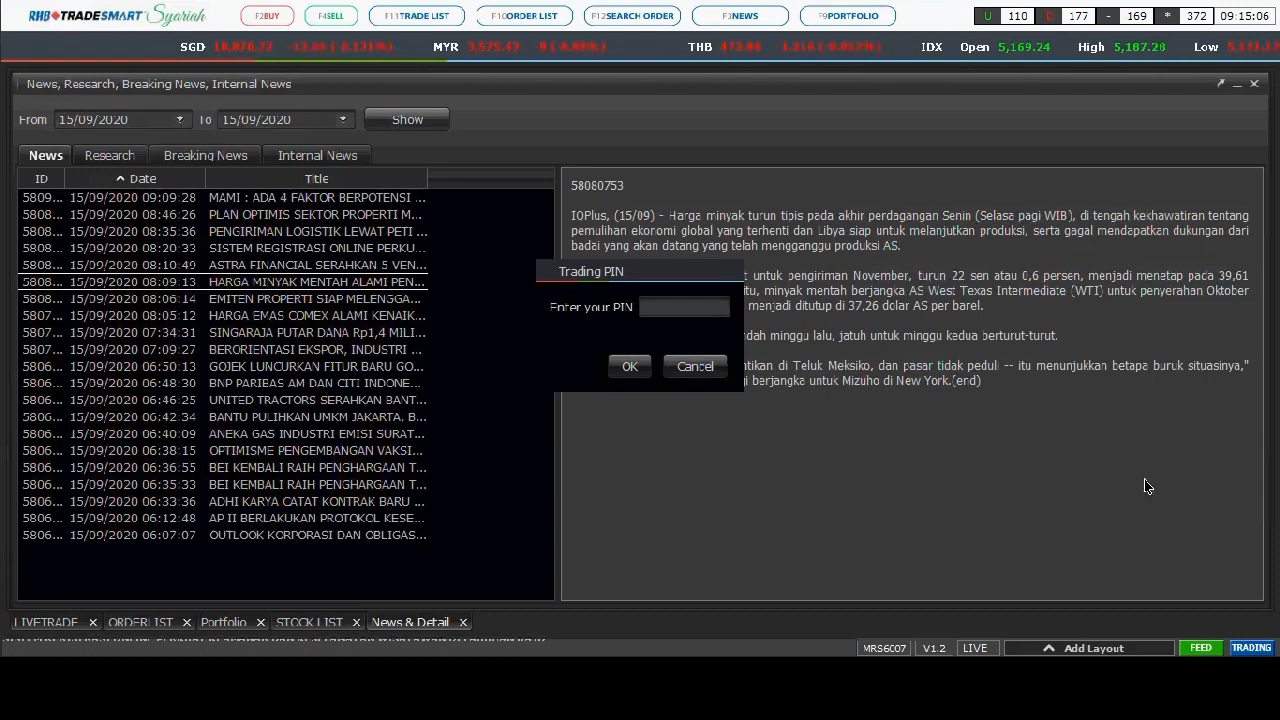 RHB TRADESMART Syariah F2BUY F4SELL F11TRADE LIST F10ORDER LIST F12SEARCH ORDER F3NEWS F9PORTFOLIO U 110 D 177 - 169 * 372 09:15:06
SGD MYR 3,575.43 THB 473.06 IDX Open 5,169.24 High 5,187.28 Low
News, Research, Breaking News, Internal News
From 15/09/2020 To 15/09/2020 Show
News Research Breaking News Internal News
ID Date Title
5809... 15/09/2020 09:09:28 MAMI : ADA 4 FAKTOR BERPOTENSI ...
5808... 15/09/2020 08:46:26 PLAN OPTIMIS SEKTOR PROPERTI M...
5808... 15/09/2020 08:35:36 PENGIRIMAN LOGISTIK LEWAT PETI ...
5808... 15/09/2020 08:20:33 SISTEM REGISTRASI ONLINE PERKU...
5808... 15/09/2020 08:10:49 ASTRA FINANCIAL SERAHKAN 5 VEN...
5808... 15/09/2020 08:09:13 HARGA MINYAK MENTAH ALAMI PEN...
5808... 15/09/2020 08:06:14 EMITEN PROPERTI SIAP MELENGGA...
5808... 15/09/2020 08:05:12 HARGA EMAS COMEX ALAMI KENAIK...
5807... 15/09/2020 07:34:31 SINGARAJA PUTAR DANA Rp1,4 MILI...
5807... 15/09/2020 07:09:27 BERORIENTASI EKSPOR, INDUSTRI ...
5806... 15/09/2020 06:50:13 GOJEK LUNCURKAN FITUR BARU GO...
5806... 15/09/2020 06:48:30 BNP PARIBAS AM DAN CITI INDONE...
5806... 15/09/2020 06:46:25 UNITED TRACTORS SERAHKAN BANT...
5806... 15/09/2020 06:42:34 BANTU PULIHKAN UMKM JAKARTA, B...
5806... 15/09/2020 06:40:09 ANEKA GAS INDUSTRI EMISI SURAT...
5806... 15/09/2020 06:38:15 OPTIMISME PENGEMBANGAN VAKSI...
5806... 15/09/2020 06:36:55 BEI KEMBALI RAIH PENGHARGAAN T...
5806... 15/09/2020 06:35:33 BEI KEMBALI RAIH PENGHARGAAN T...
5806... 15/09/2020 06:33:36 ADHI KARYA CATAT KONTRAK BARU ...
5806... 15/09/2020 06:12:48 AP II BERLAKUKAN PROTOKOL KESE...
5806... 15/09/2020 06:07:07 OUTLOOK KORPORASI DAN OBLIGAS...
58080753
IQPlus, (15/09) - Harga minyak turun tipis pada akhir perdagangan Senin (Selasa pagi WIB), di tengah kekhawatiran tentang
pemulihan ekonomi global yang terhenti dan Libya siap untuk melanjutkan produksi, serta gagal mendapatkan dukungan dari
badai yang akan datang yang telah mengganggu produksi AS.
untuk pengiriman November, turun 22 sen atau 0,6 persen, menjadi menetap pada 39,61
itu, minyak mentah berjangka AS West Texas Intermediate (WTI) untuk penyerahan Oktober
menjadi ditutup di 37,26 dolar AS per barel.
minggu lalu, jatuh untuk minggu kedua berturut-turut.
di Teluk Meksiko, dan pasar tidak peduli -- itu menunjukkan betapa buruk situasinya,"
berjangka untuk Mizuho di New York.(end)
Trading PIN
Enter your PIN
OK Cancel
LIVETRADE X ORDERLIST X Portfolio X STOCK LIST X News & Detail X
MRS6007 V1.2 LIVE Add Layout FEED TRADING